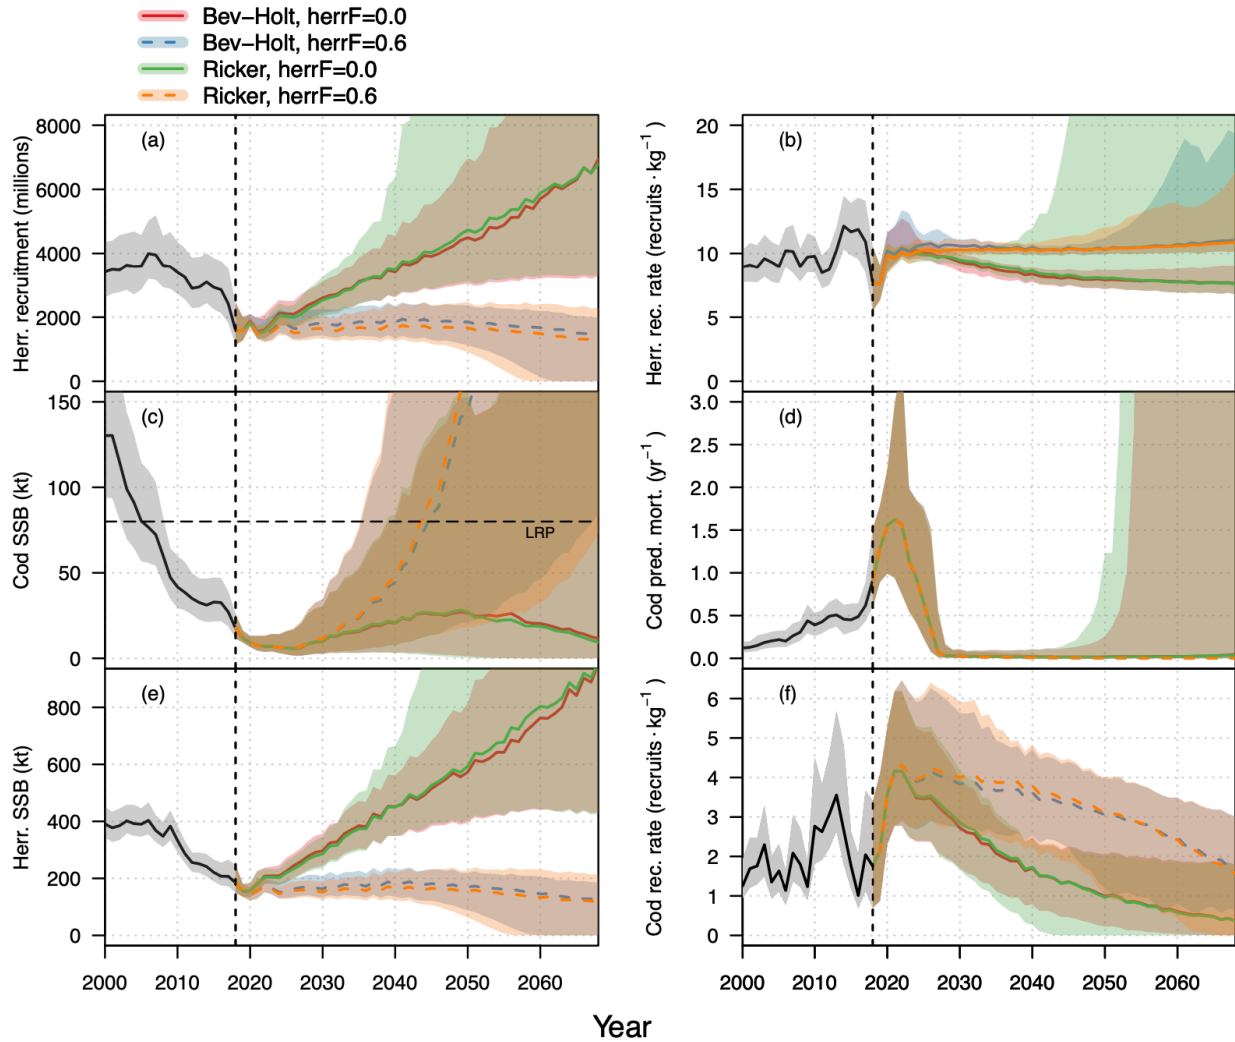 Bev−Holt, herrF=0.0
Bev−Holt, herrF=0.6
Ricker, herrF=0.0
Ricker, herrF=0.6
Herr. recruitment (millions)
8000
6000
4000
2000
0
(a)
Herr. rec. rate (recruits · kg⁻¹)
20
15
10
5
0
(b)
Cod SSB (kt)
150
100
50
0
(c)
LRP
Cod pred. mort. (yr⁻¹)
3.0
2.5
2.0
1.5
1.0
0.5
0.0
(d)
Herr. SSB (kt)
800
600
400
200
0
(e)
Cod rec. rate (recruits · kg⁻¹)
6
5
4
3
2
1
0
(f)
2000 2010 2020 2030 2040 2050 2060
2000 2010 2020 2030 2040 2050 2060
Year